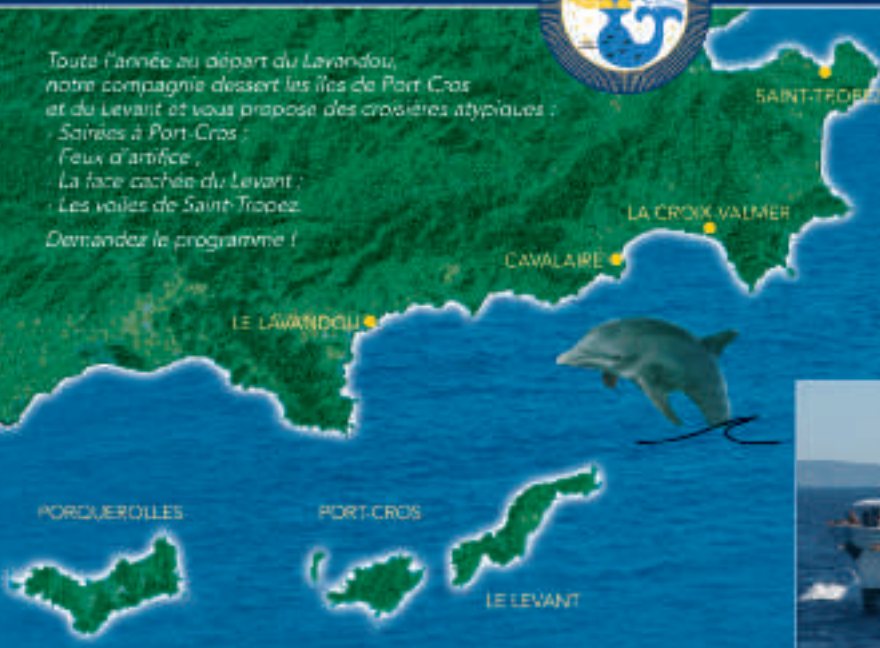 Toute l'année au départ du Lavandou,
notre compagnie dessert les îles de Port-Cros
et du Levant et vous propose des croisières atypiques :
- Soirées à Port-Cros ;
- Feux d'artifice ;
- La face cachée du Levant ;
- Les voiles de Saint-Tropez.
Demandez le programme !
SAINT-TROPEZ
LA CROIX-VALMER
CAVALAIRE
LE LAVANDOU
PORQUEROLLES
PORT-CROS
LE LEVANT